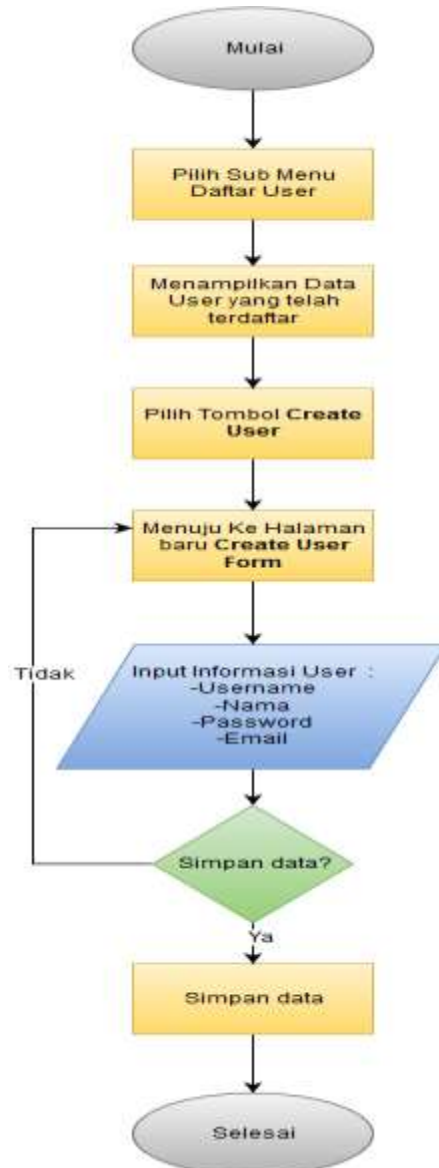 Mulai
Pilih Sub Menu
Daftar User
Menampilkan Data
User yang telah
terdaftar
Pilih Tombol Create
User
Menuju Ke Halaman
baru Create User
Form
Input Informasi User :
-Username
-Nama
-Password
-Email
Tidak
Simpan data?
Ya
Simpan data
Selesai